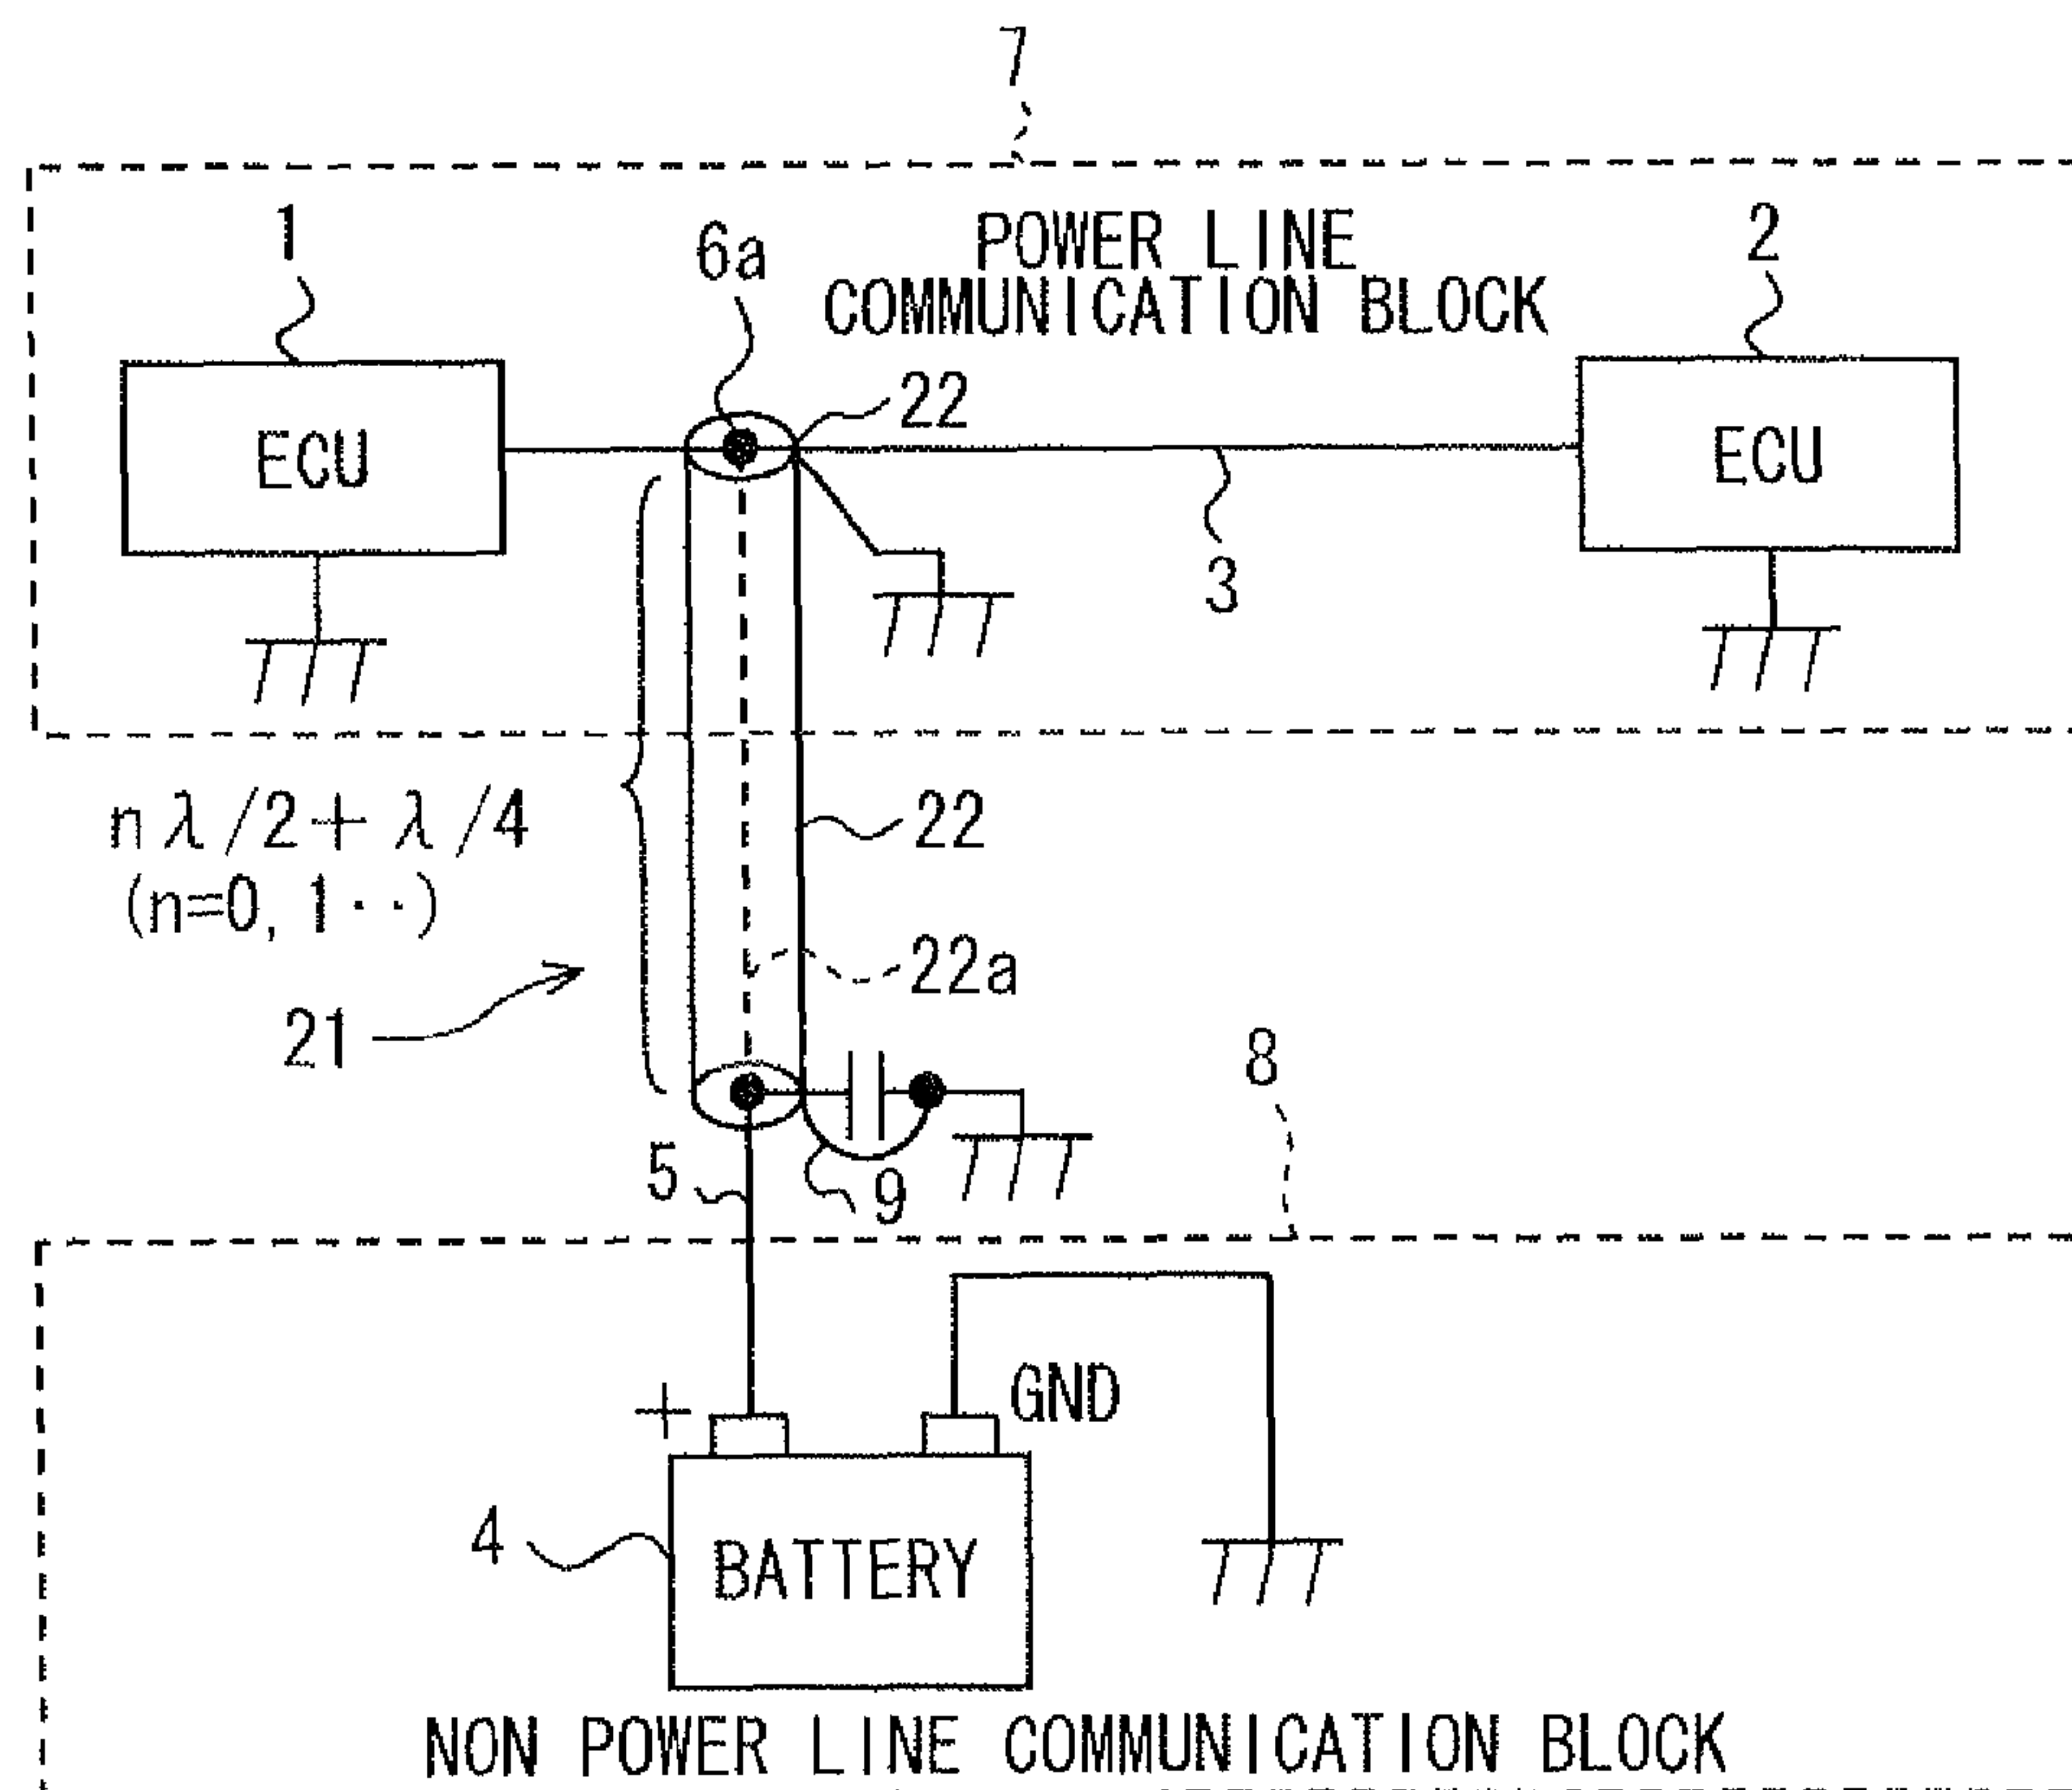 7
1
6a
POWER LINE
COMMUNICATION BLOCK
2
22
ECU
ECU
3
nλ/2+λ/4
(n=0, 1··)
22
22a
21
8
5
9
+
GND
4
BATTERY
NON POWER LINE COMMUNICATION BLOCK